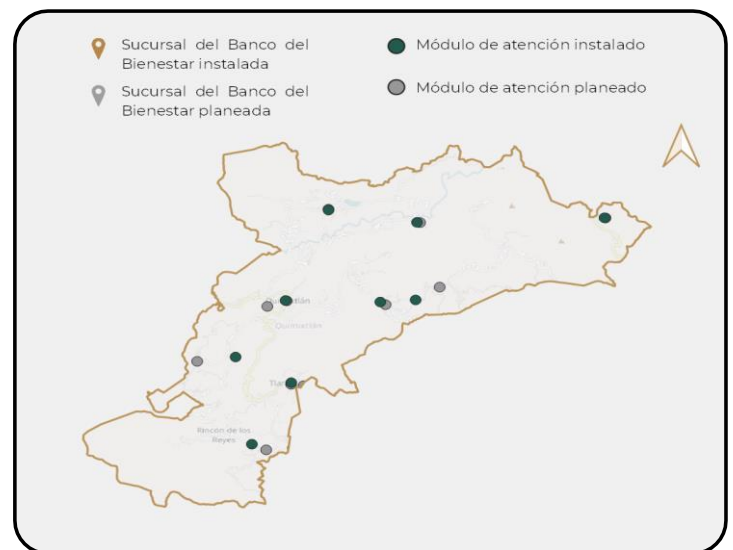 Sucursal del Banco del
Bienestar instalada
Módulo de atención instalado
Sucursal del Banco del
Bienestar planeada
Módulo de atención planeado
Queixatlán
Rincón de los
Reyes